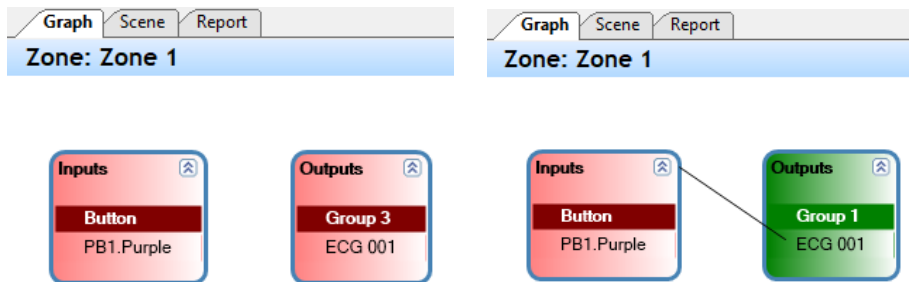 Graph Scene Report
Zone: Zone 1
Inputs
Button
PB1.Purple
Outputs
Group 3
ECG 001
Graph Scene Report
Zone: Zone 1
Inputs
Button
PB1.Purple
Outputs
Group 1
ECG 001